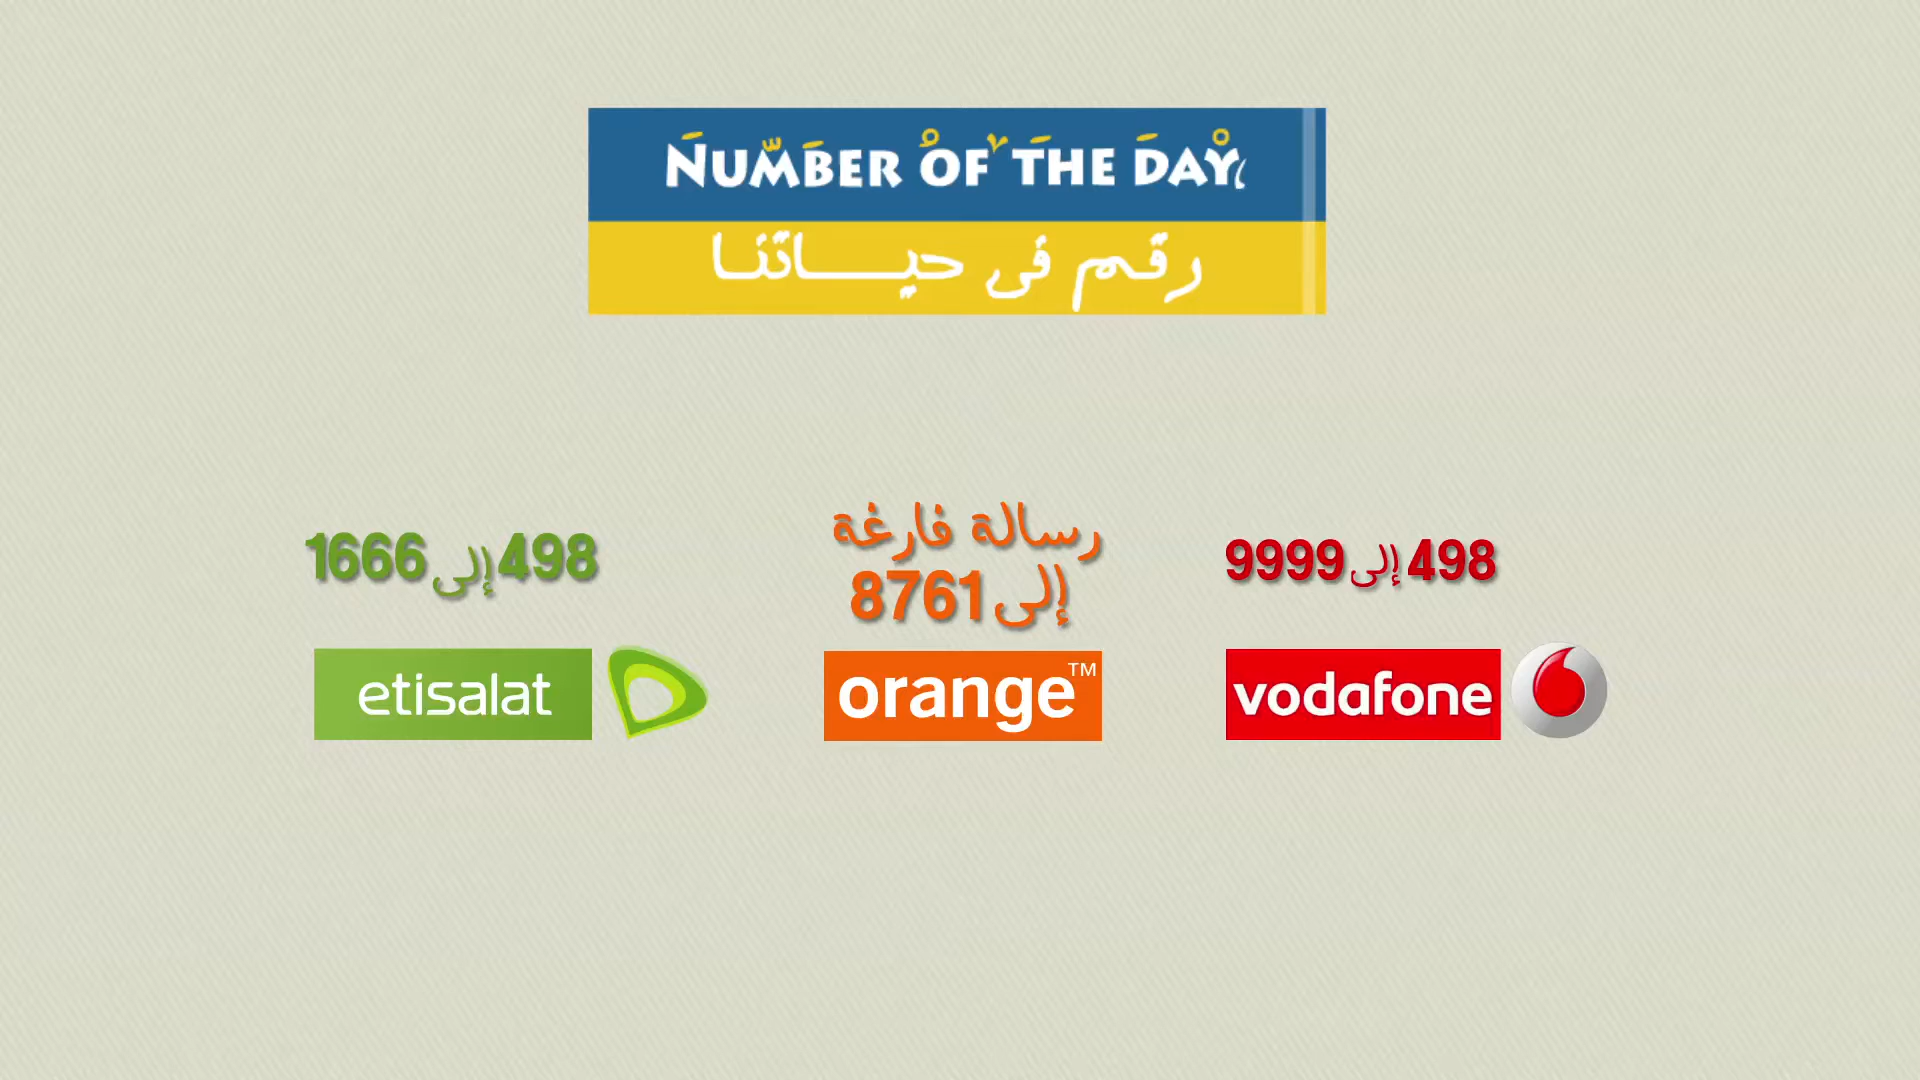 NUMBER OF THE DAY
رقم فى حياتنا
498 إلى 1666
etisalat
رسالة فارغة
إلى 8761
orange™
498 إلى 9999
vodafone